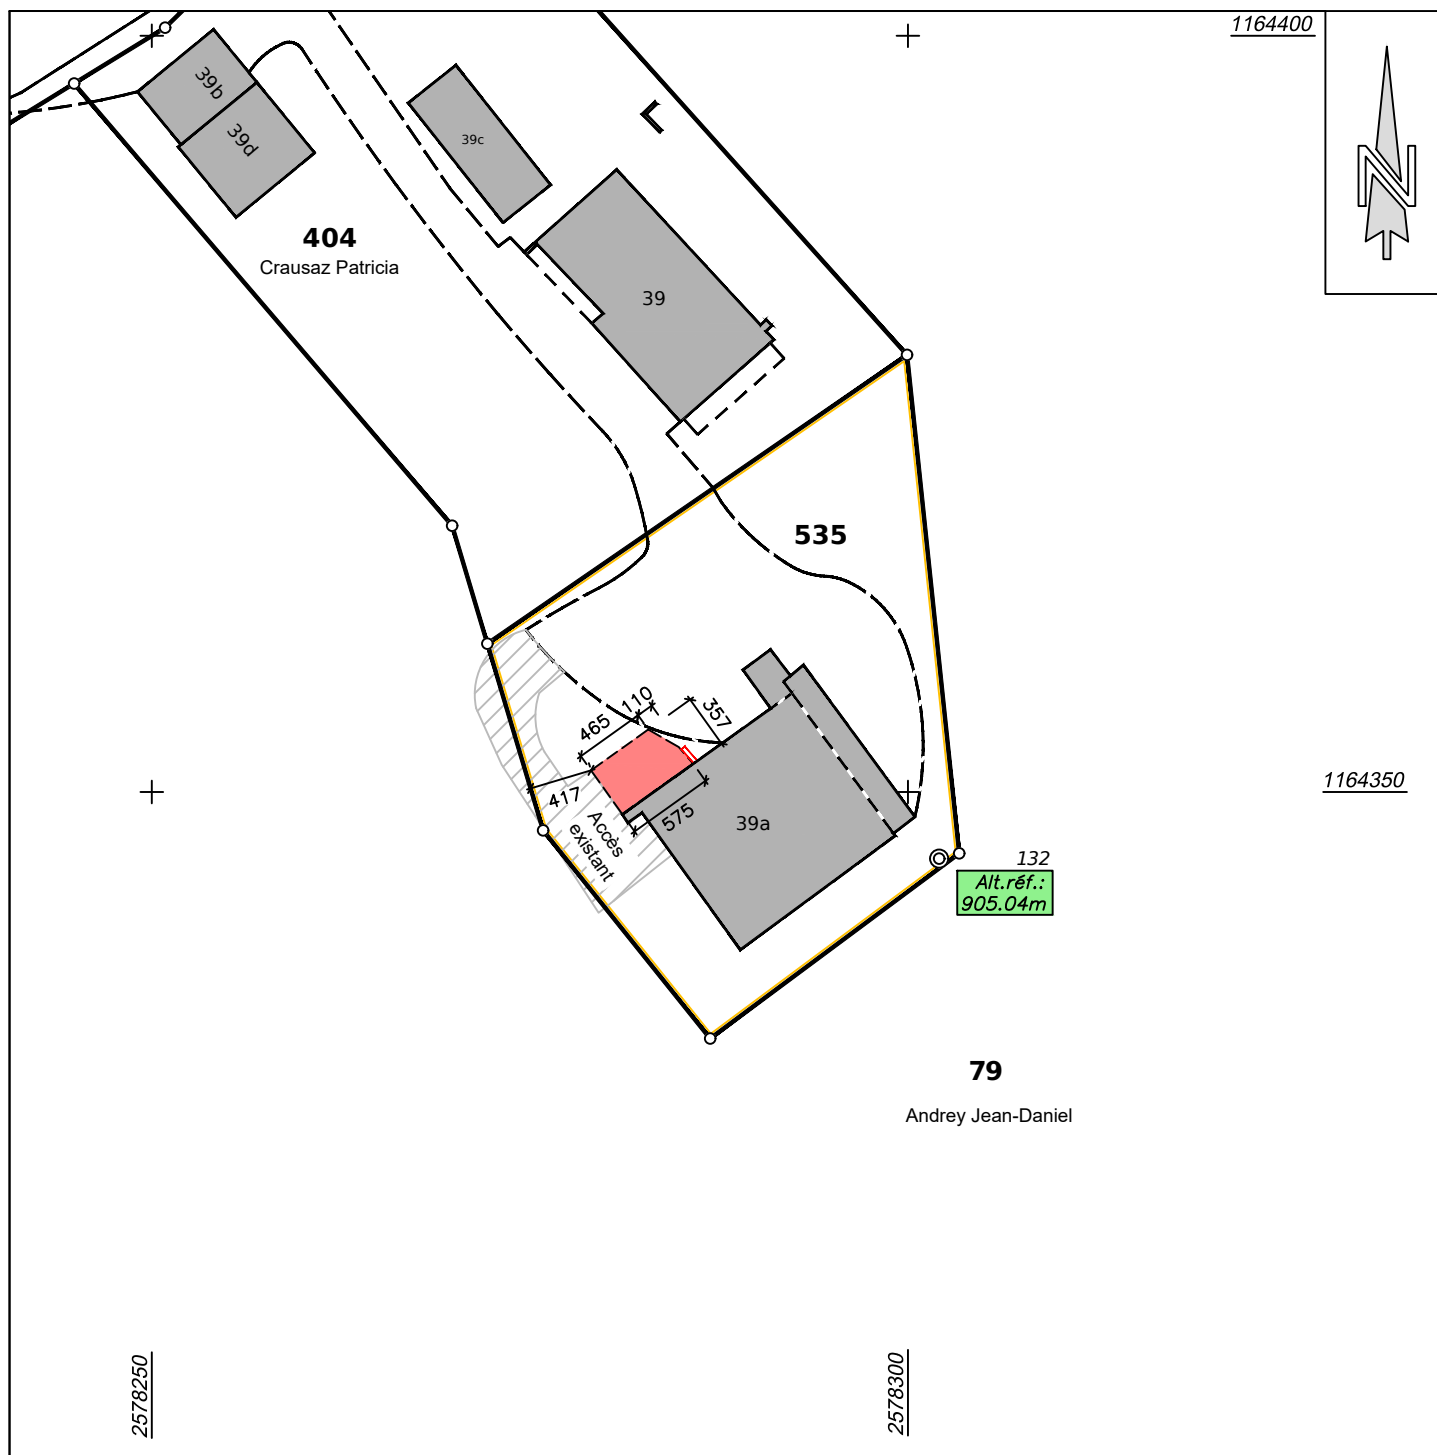 1164400
39b
39d
39c
404
Crausaz Patricia
39
N
535
110
465
357
417
575
Accès
existant
39a
1164350
132
Alt.réf.:
905.04m
79
Andrey Jean-Daniel
2578250
2578300